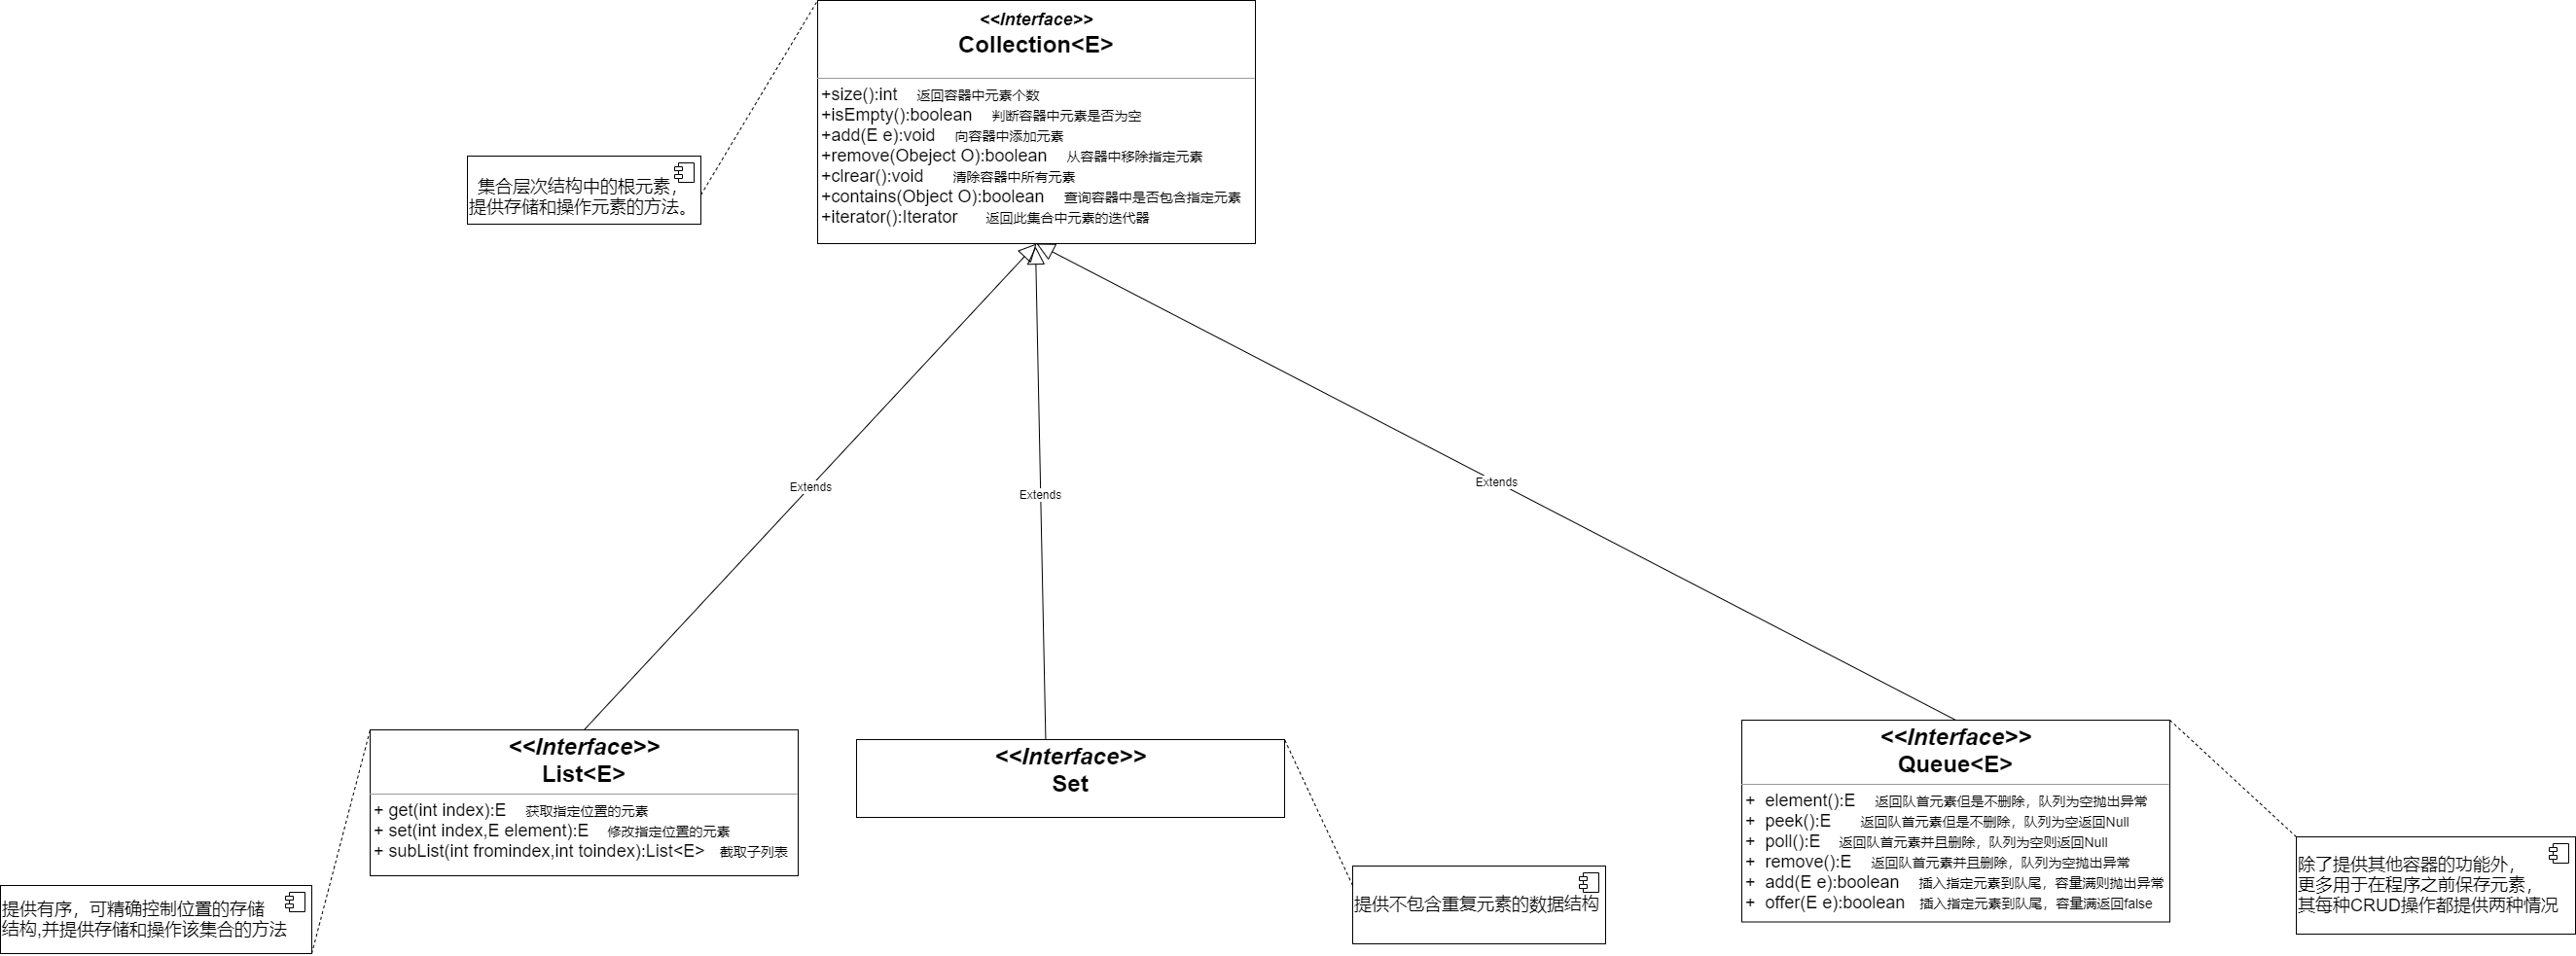 <<Interface>>
Collection<E>
+size():int 返回容器中元素个数
+isEmpty():boolean 判断容器中元素是否为空
+add(E e):void 向容器中添加元素
+remove(Obeject O):boolean 从容器中移除指定元素
+clrear():void 清除容器中所有元素
+contains(Object O):boolean 查询容器中是否包含指定元素
+iterator():Iterator 返回此集合中元素的迭代器
集合层次结构中的根元素，
提供存储和操作元素的方法。
Extends
Extends
Extends
<<Interface>>
List<E>
+ get(int index):E 获取指定位置的元素
+ set(int index,E element):E 修改指定位置的元素
+ subList(int fromindex,int toindex):List<E> 截取子列表
提供有序，可精确控制位置的存储
结构,并提供存储和操作该集合的方法
<<Interface>>
Set
提供不包含重复元素的数据结构
<<Interface>>
Queue<E>
+ element():E 返回队首元素但是不删除，队列为空抛出异常
+ peek():E 返回队首元素但是不删除，队列为空返回Null
+ poll():E 返回队首元素并且删除，队列为空则返回Null
+ remove():E 返回队首元素并且删除，队列为空抛出异常
+ add(E e):boolean 插入指定元素到队尾，容量满则抛出异常
+ offer(E e):boolean 插入指定元素到队尾，容量满返回false
除了提供其他容器的功能外，
更多用于在程序之前保存元素，
其每种CRUD操作都提供两种情况